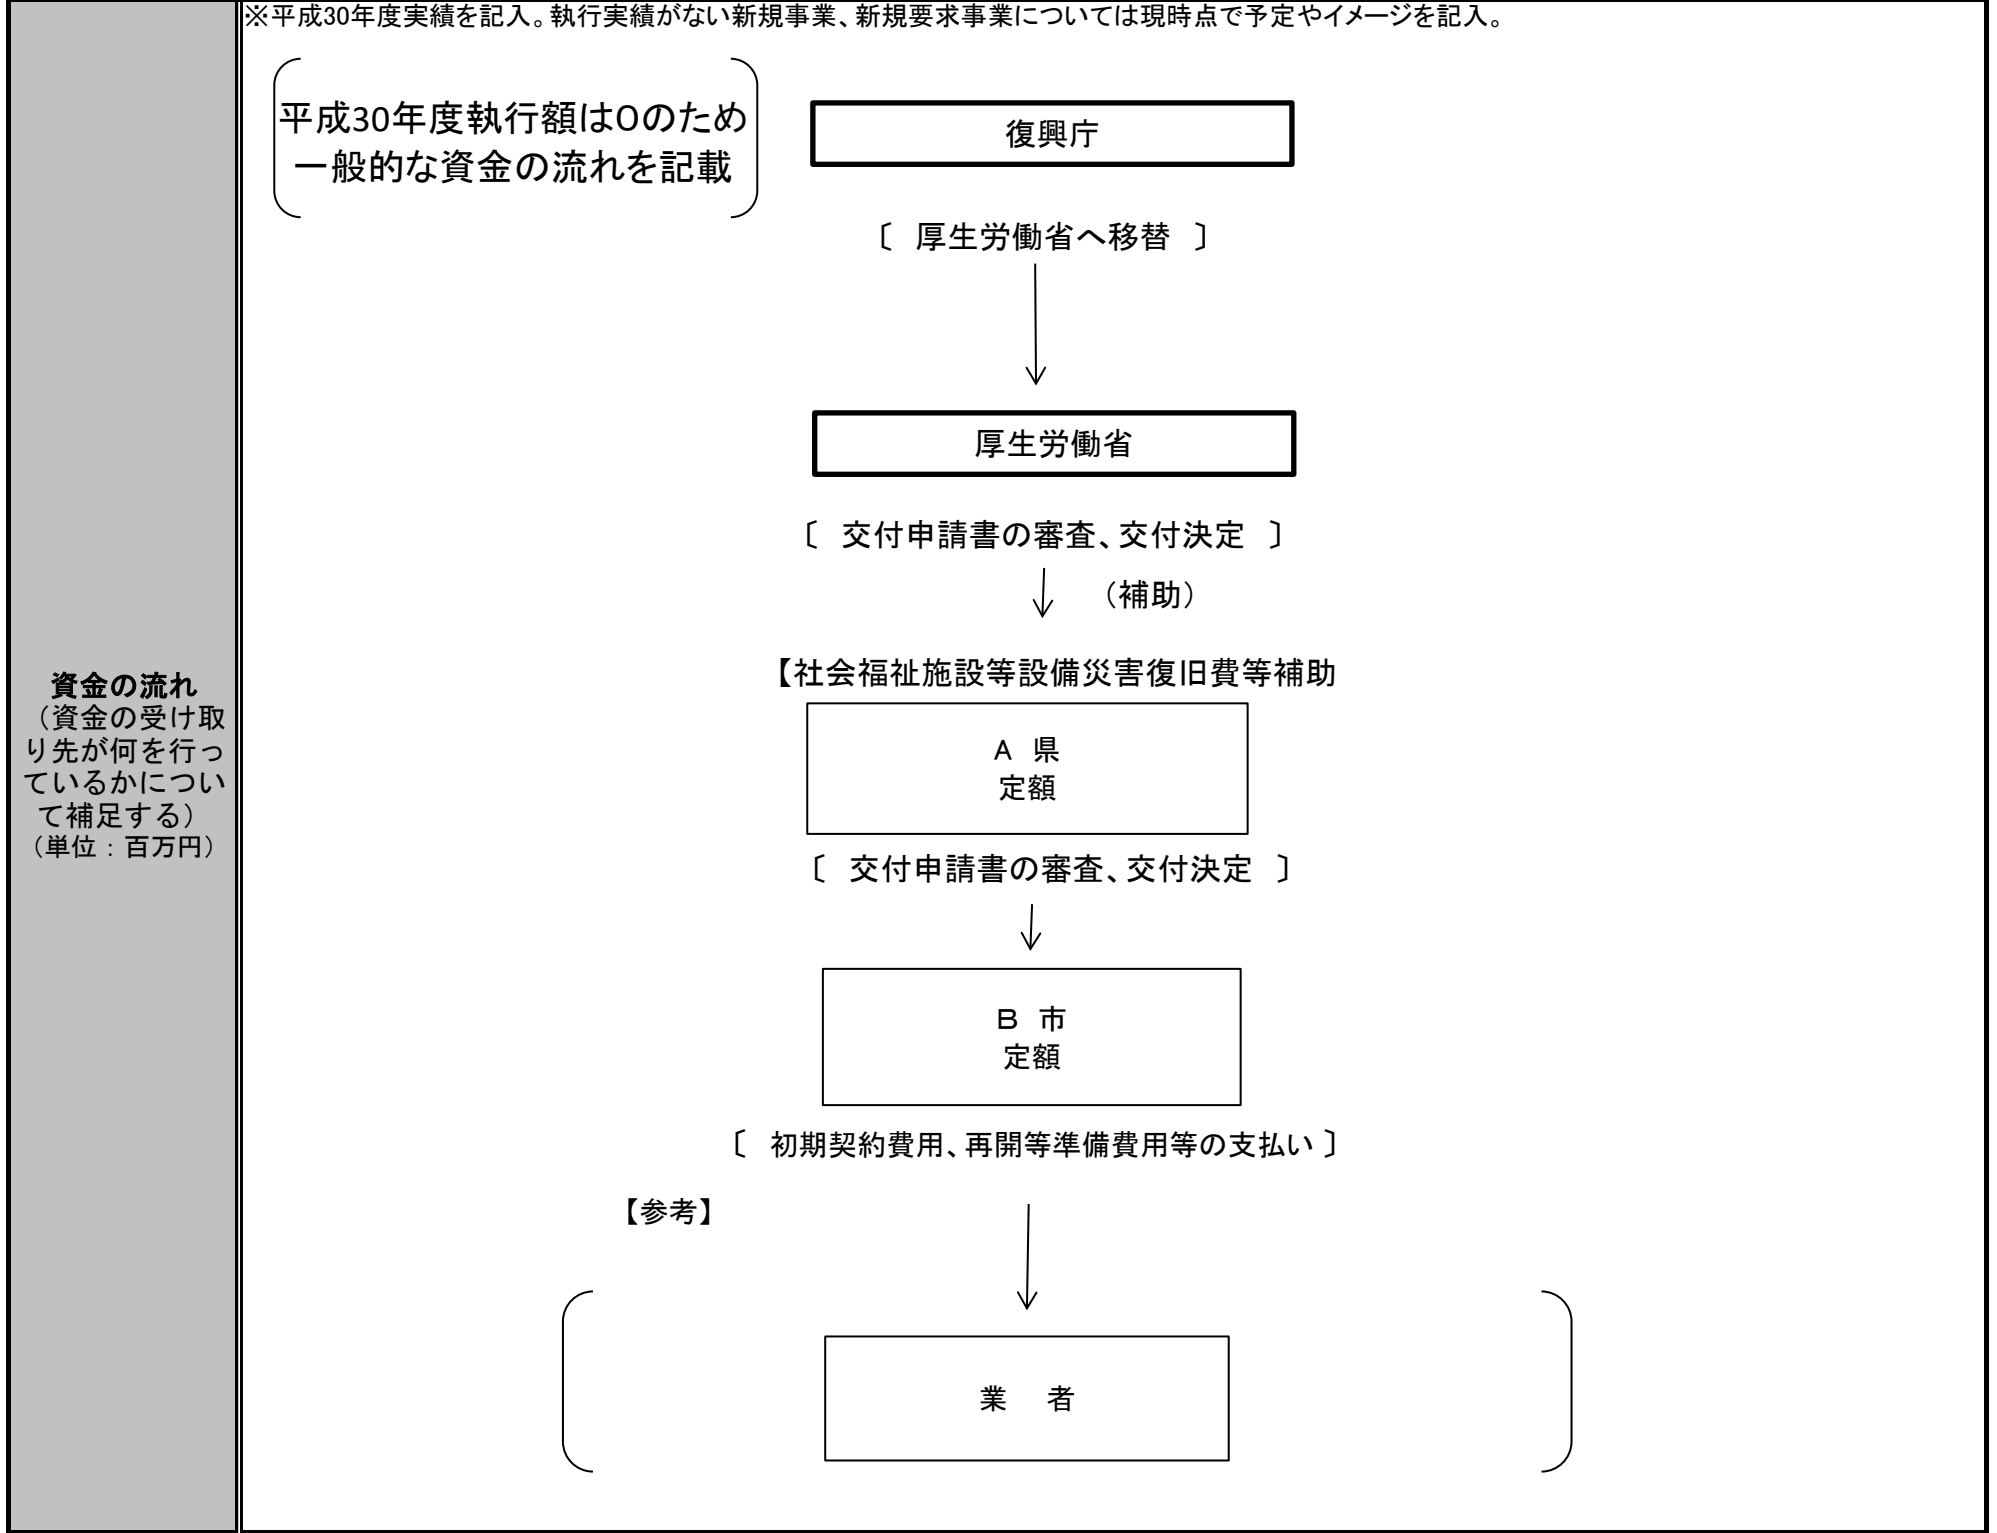 ※平成30年度実績を記入。執行実績がない新規事業、新規要求事業については現時点で予定やイメージを記入。
平成30年度執行額は0のため
一般的な資金の流れを記載
復興庁
〔　厚生労働省へ移替　〕
厚生労働省
〔　交付申請書の審査、交付決定　〕
（補助）
【社会福祉施設等設備災害復旧費等補助
資金の流れ
（資金の受け取
り先が何を行っ
ているかについ
て補足する）
（単位：百万円）
A　県
定額
〔　交付申請書の審査、交付決定　〕
B　市
定額
〔　初期契約費用、再開等準備費用等の支払い 〕
【参考】
業　者